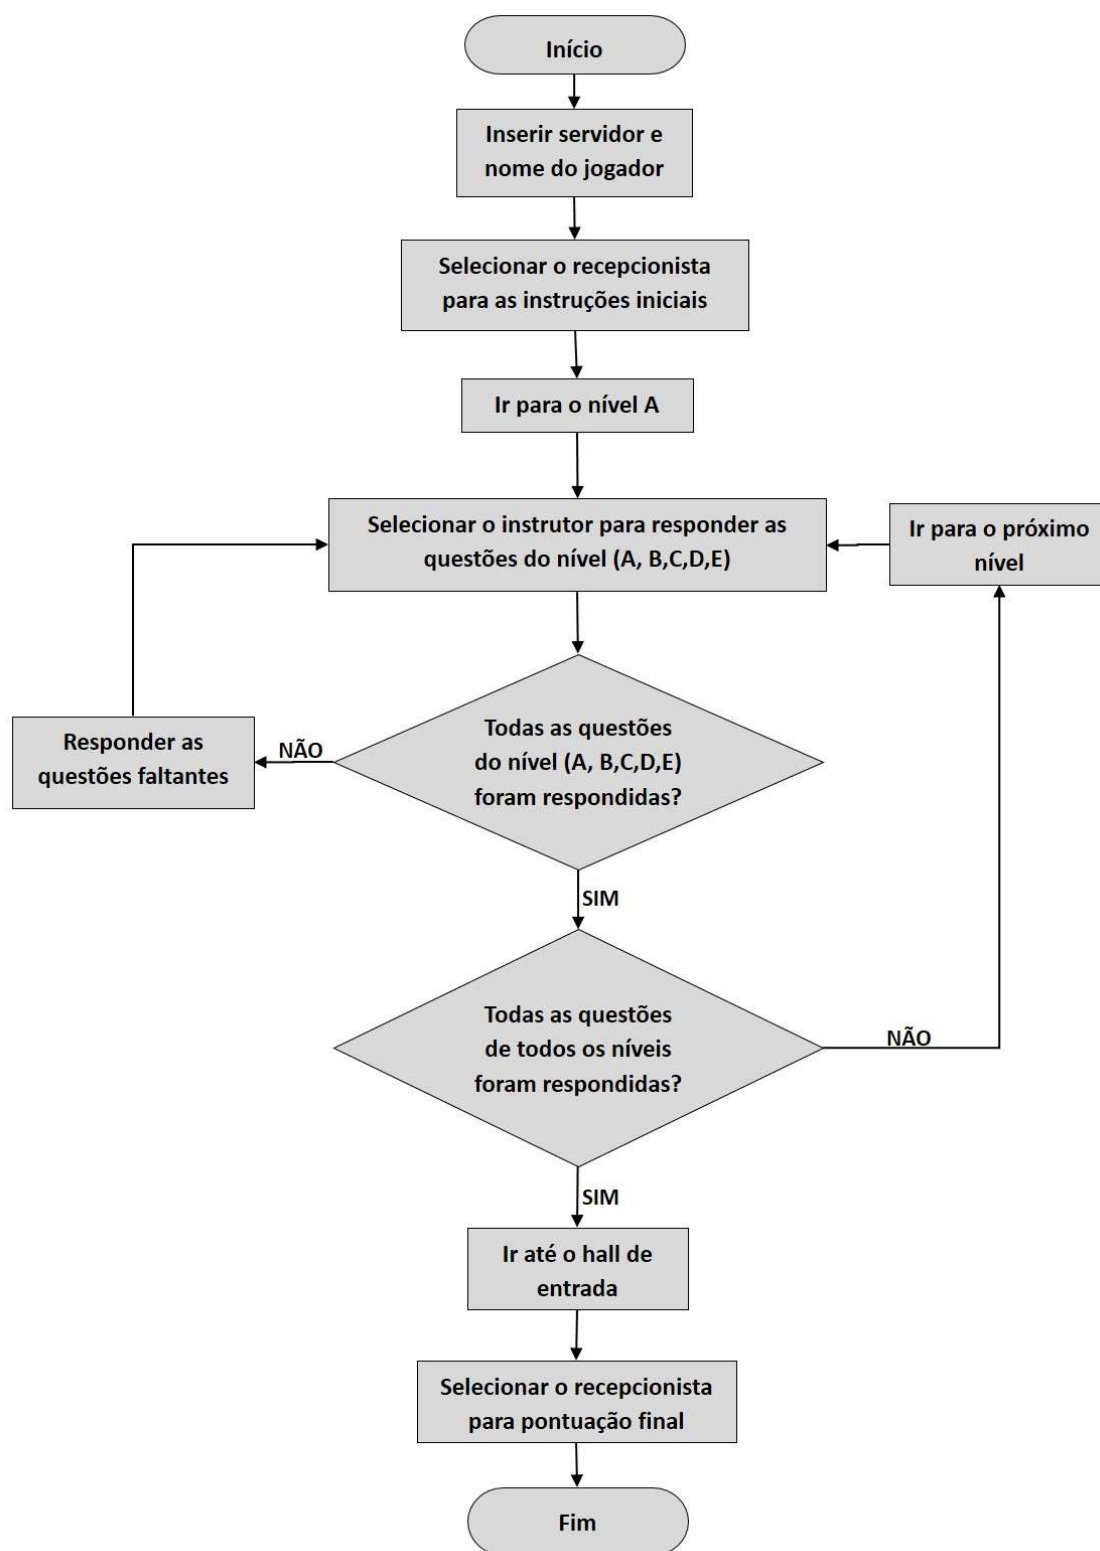 Início
Inserir servidor e
nome do jogador
Selecionar o recepcionista
para as instruções iniciais
Ir para o nível A
Selecionar o instrutor para responder as
questões do nível (A, B,C,D,E)
Ir para o próximo
nível
Todas as questões
do nível (A, B,C,D,E)
foram respondidas?
NÃO
Responder as
questões faltantes
SIM
Todas as questões
de todos os níveis
foram respondidas?
NÃO
SIM
Ir até o hall de
entrada
Selecionar o recepcionista
para pontuação final
Fim